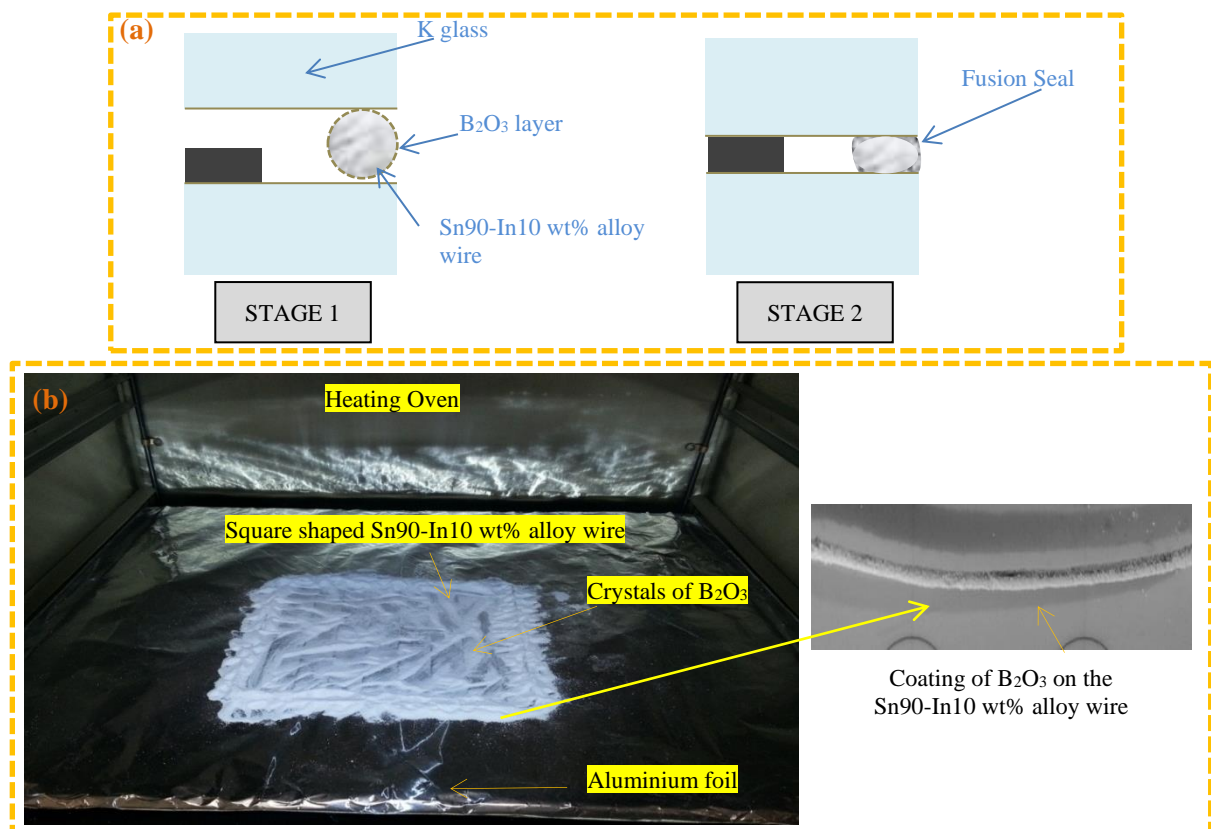 (a)
K glass
Fusion Seal
B₂O₃ layer
Sn90-In10 wt% alloy
wire
STAGE 1
STAGE 2
(b)
Heating Oven
Square shaped Sn90-In10 wt% alloy wire
Crystals of B₂O₃
Coating of B₂O₃ on the
Sn90-In10 wt% alloy wire
Aluminium foil